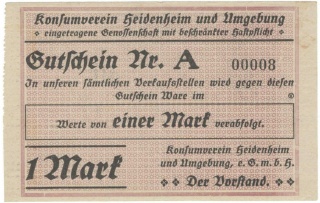 Konsumverein Heidenheim und Umgebung
eingetragene Genossenschaft mit beschränkter Haftpflicht
Gutschein Nr. A 00008
In unseren sämtlichen Verkaufsstellen wird gegen diesen
Gutschein Ware im
Werte von einer Mark verabfolgt.
1 Mark
Konsumverein Heidenheim
und Umgebung, e. G. m. b. H.
Der Vorstand.